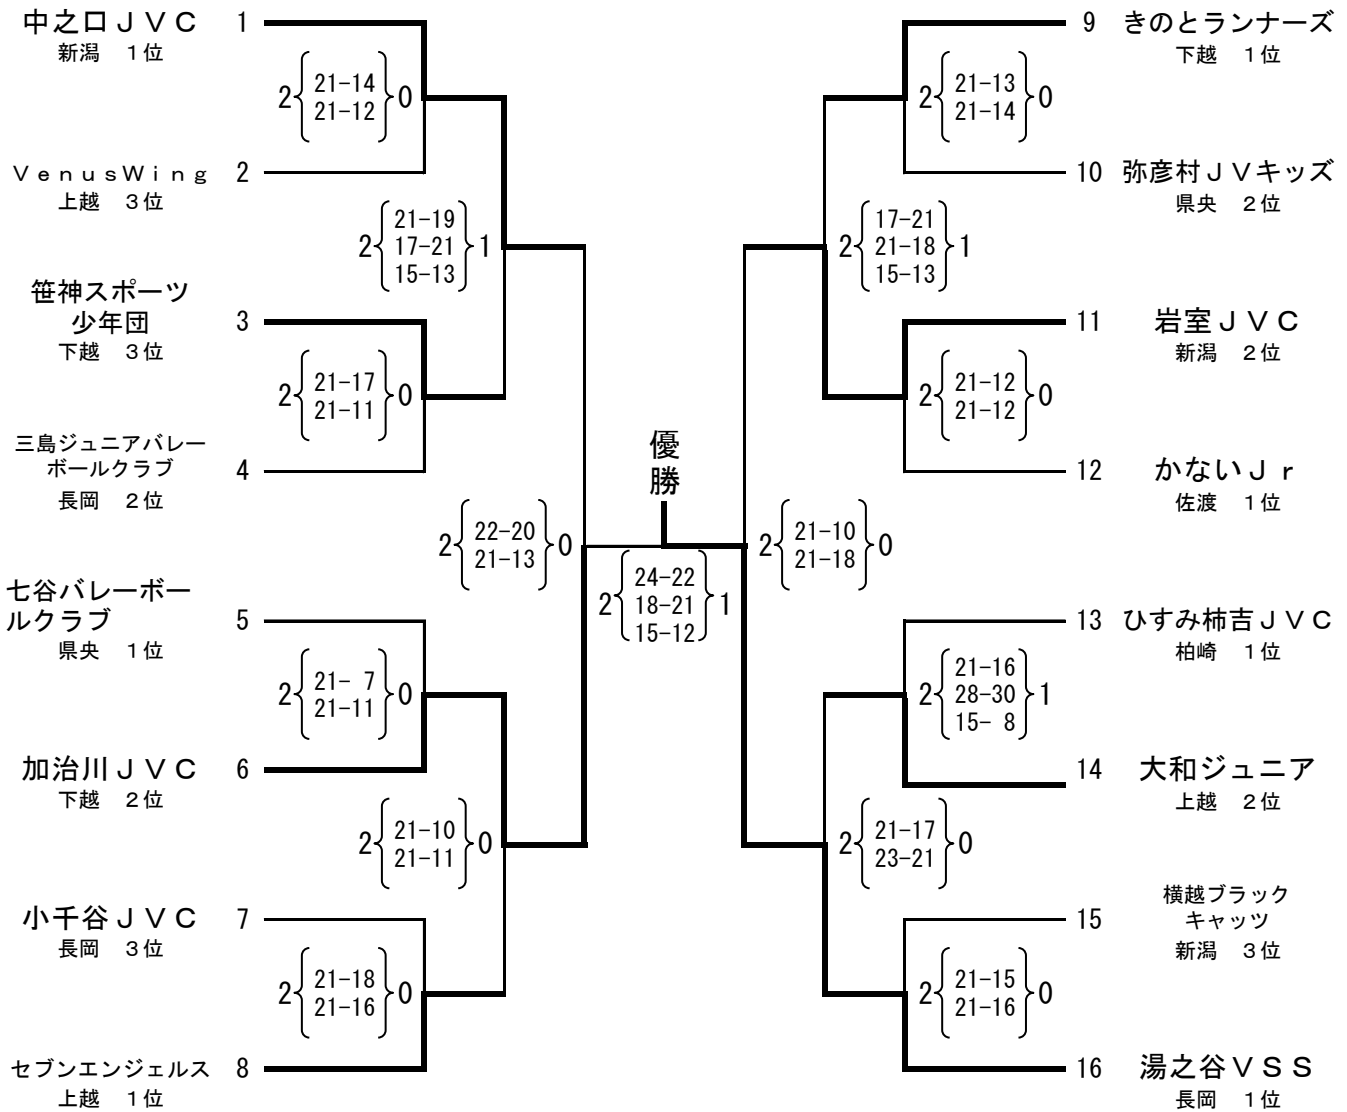 中之口ＪＶＣ 1
新潟　１位
2 21-14 0
21-12
ＶｅｎｕｓＷｉｎｇ 2
上越　３位
2 21-19 1
17-21
15-13
笹神スポーツ
少年団 3
下越　３位
2 21-17 0
21-11
三島ジュニアバレー
ボールクラブ 4
長岡　２位
2 22-20 0
21-13
七谷バレーボー
ルクラブ 5
県央　１位
2 21- 7 0
21-11
加治川ＪＶＣ 6
下越　２位
2 21-10 0
21-11
小千谷ＪＶＣ 7
長岡　３位
2 21-18 0
21-16
セブンエンジェルス 8
上越　１位
優
勝
2 24-22 1
18-21
15-12
9 きのとランナーズ
下越　１位
2 21-13 0
21-14
10 弥彦村ＪＶキッズ
県央　２位
2 17-21 1
21-18
15-13
11 岩室ＪＶＣ
新潟　２位
2 21-12 0
21-12
12 かないＪｒ
佐渡　１位
2 21-10 0
21-18
13 ひすみ柿吉ＪＶＣ
柏崎　１位
2 21-16 1
28-30
15- 8
14 大和ジュニア
上越　２位
2 21-17 0
23-21
横越ブラック
15 キャッツ
新潟　３位
2 21-15 0
21-16
16 湯之谷ＶＳＳ
長岡　１位